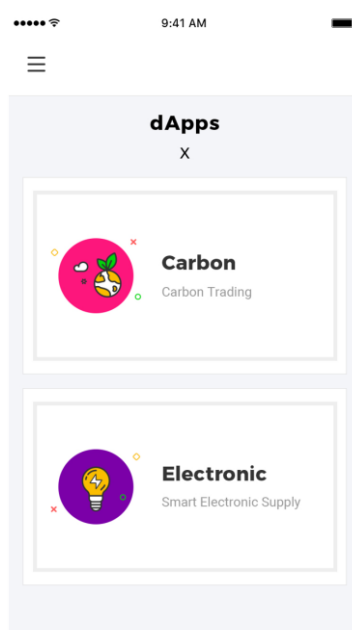 9:41 AM
dApps
X
Carbon
Carbon Trading
Electronic
Smart Electronic Supply